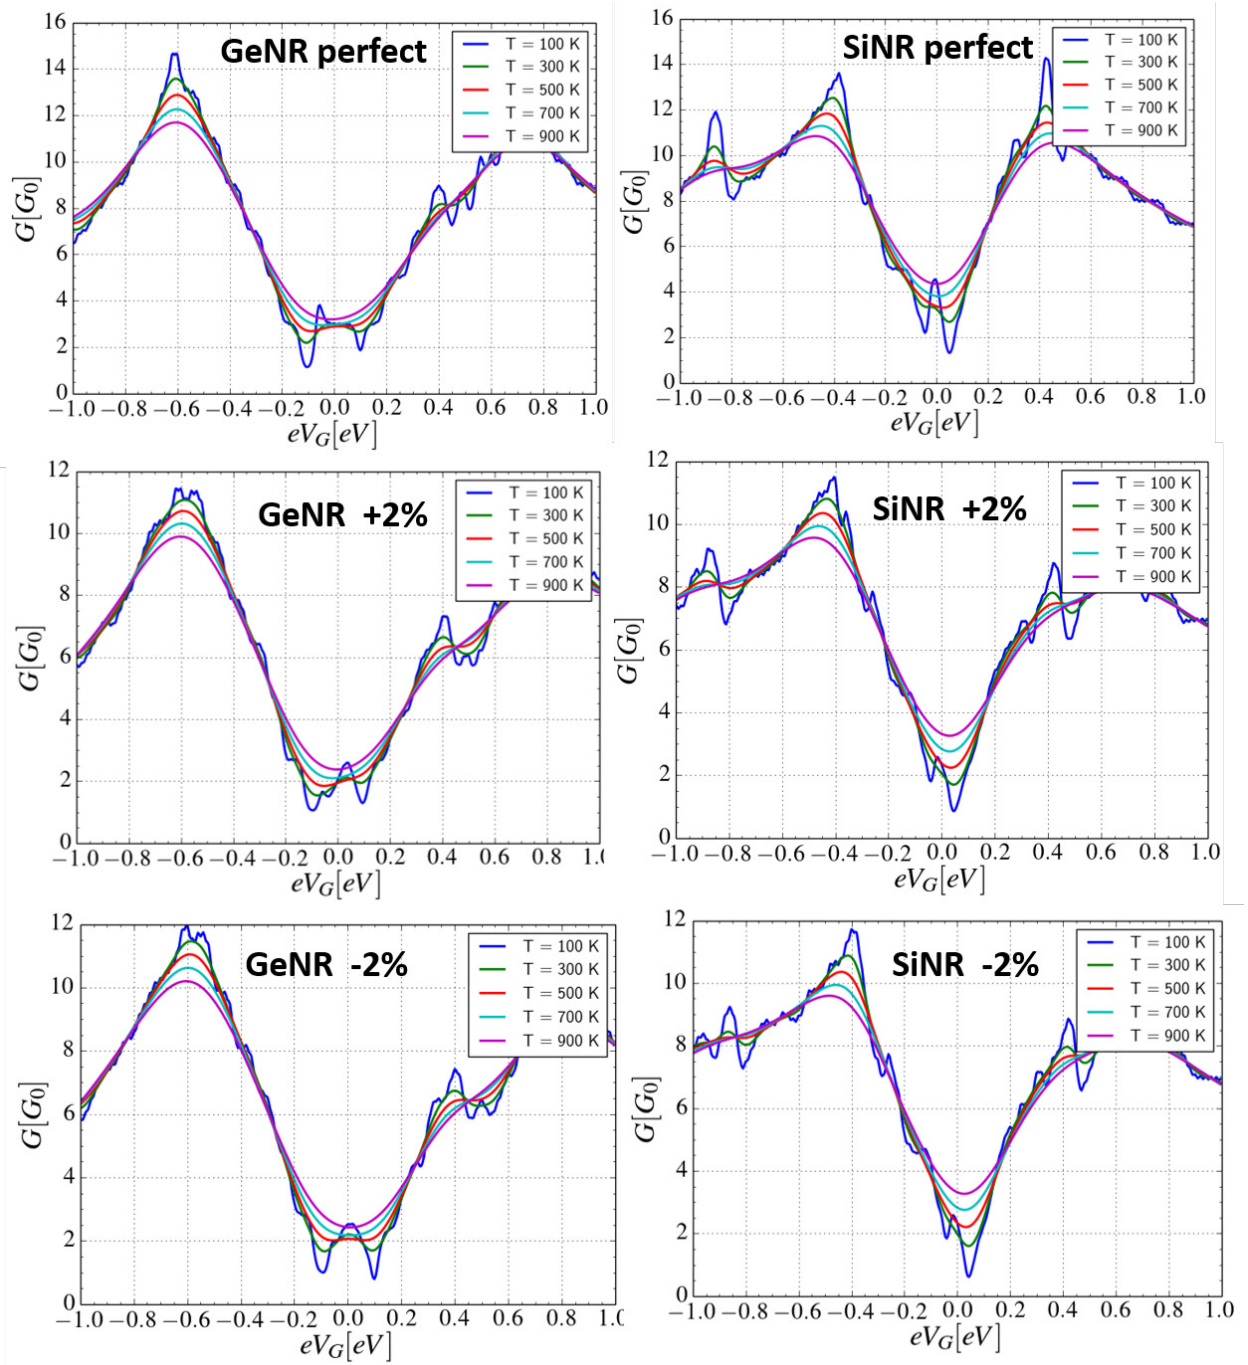 GeNR perfect
T = 100 K
T = 300 K
T = 500 K
T = 700 K
T = 900 K
16
14
12
10
8
6
4
2
0
G[G0]
−1.0 −0.8 −0.6 −0.4 −0.2 0.0 0.2 0.4 0.6 0.8 1.0
eVG[eV]
SiNR perfect
T = 100 K
T = 300 K
T = 500 K
T = 700 K
T = 900 K
16
14
12
10
8
6
4
2
0
G[G0]
−1.0 −0.8 −0.6 −0.4 −0.2 0.0 0.2 0.4 0.6 0.8 1.0
eVG[eV]
GeNR +2%
T = 100 K
T = 300 K
T = 500 K
T = 700 K
T = 900 K
12
10
8
6
4
2
0
G[G0]
−1.0 −0.8 −0.6 −0.4 −0.2 0.0 0.2 0.4 0.6 0.8 1.0
eVG[eV]
SiNR +2%
T = 100 K
T = 300 K
T = 500 K
T = 700 K
T = 900 K
12
10
8
6
4
2
0
G[G0]
−1.0 −0.8 −0.6 −0.4 −0.2 0.0 0.2 0.4 0.6 0.8 1.0
eVG[eV]
GeNR -2%
T = 100 K
T = 300 K
T = 500 K
T = 700 K
T = 900 K
12
10
8
6
4
2
0
G[G0]
−1.0 −0.8 −0.6 −0.4 −0.2 0.0 0.2 0.4 0.6 0.8 1.0
eVG[eV]
SiNR -2%
T = 100 K
T = 300 K
T = 500 K
T = 700 K
T = 900 K
12
10
8
6
4
2
0
G[G0]
−1.0 −0.8 −0.6 −0.4 −0.2 0.0 0.2 0.4 0.6 0.8 1.0
eVG[eV]